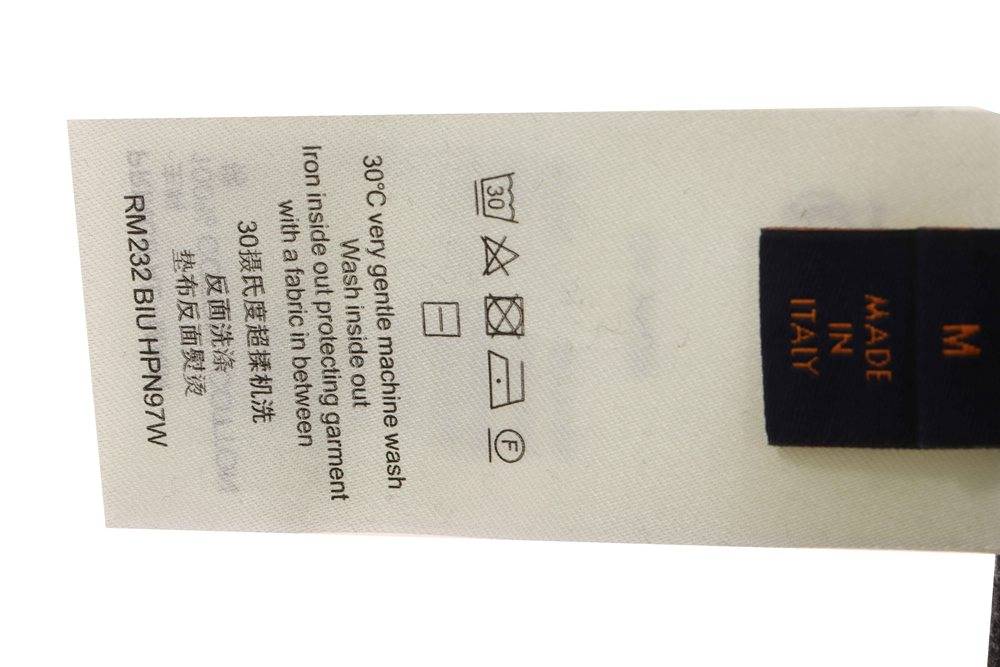 M
MADE
IN
ITALY
30
F
30°C very gentle machine wash
Wash inside out
Iron inside out protecting garment
with a fabric in between
30摄氏度超揉机洗
反面洗涤
垫布反面熨烫
RM232 BIU HPN97W